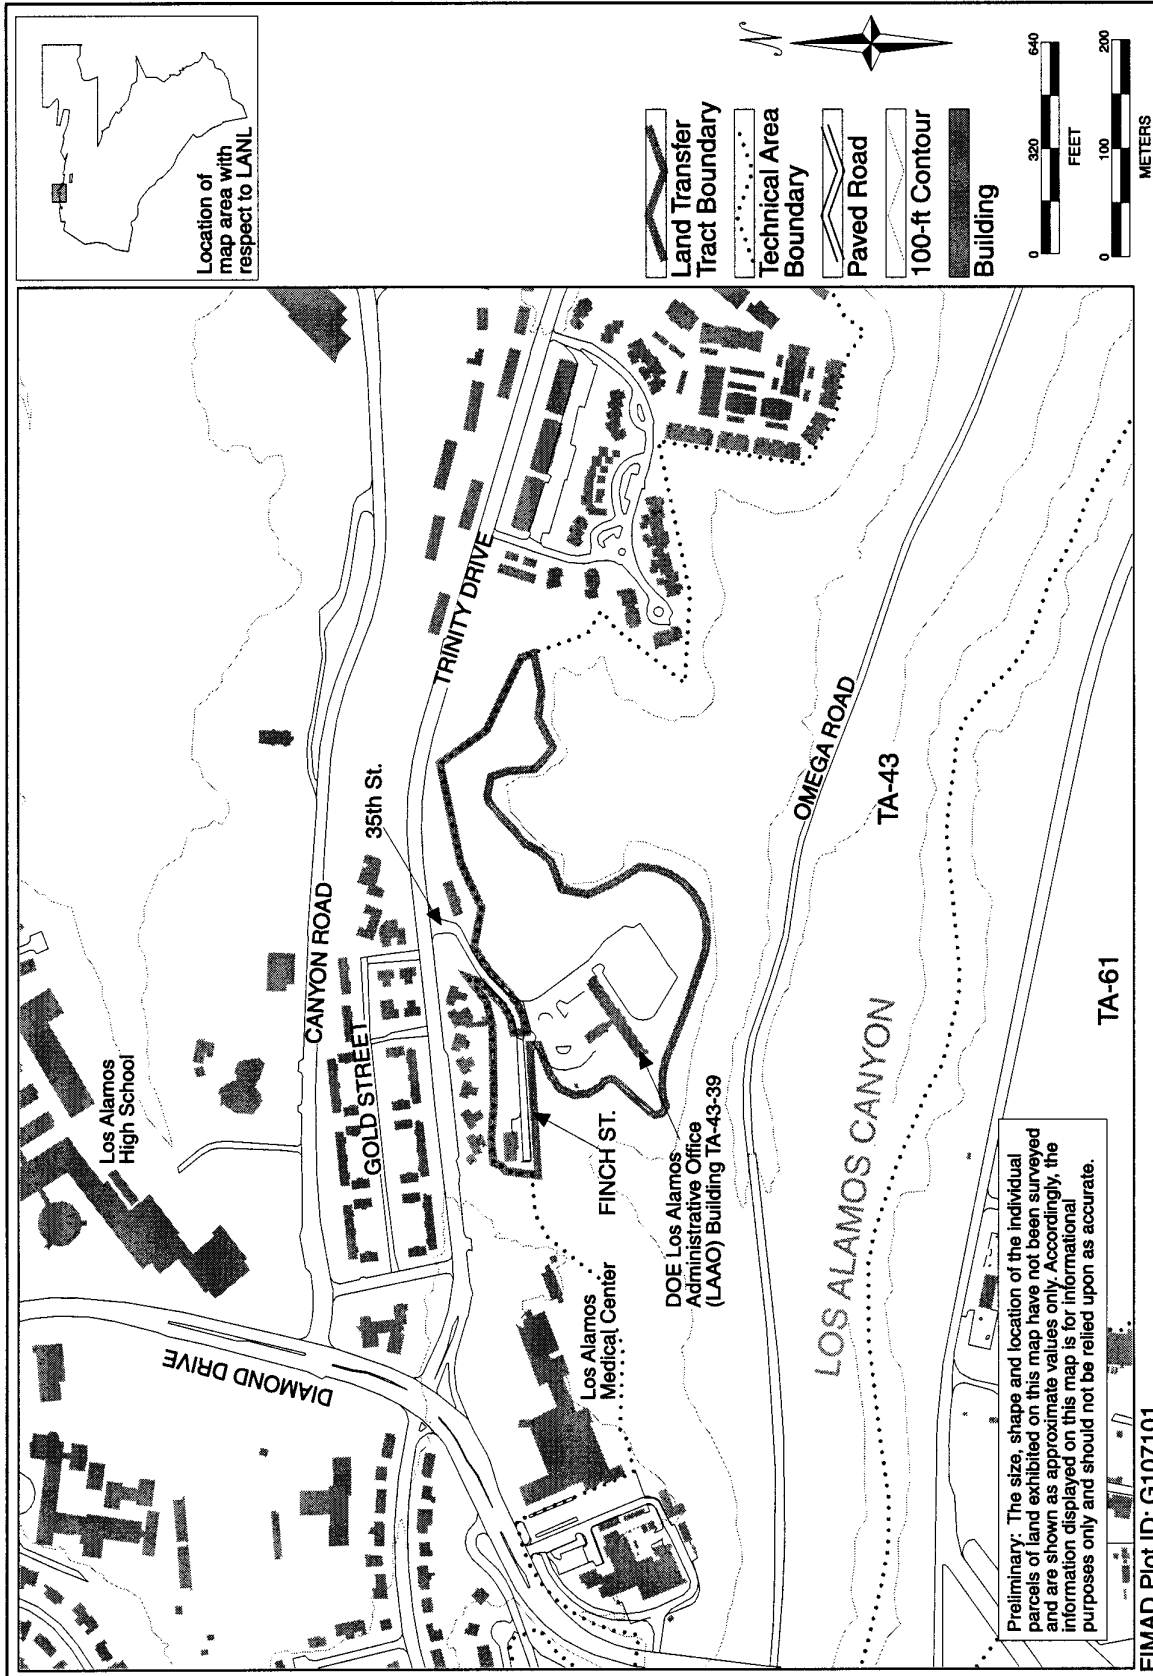 Los Alamos
High School
DIAMOND DRIVE
CANYON ROAD
GOLD STREET
35th St.
TRINITY DRIVE
FINCH ST.
Los Alamos
Medical Center
DOE Los Alamos
Administrative Office
(LAAO) Building TA-43-39
OMEGA ROAD
TA-43
LOS ALAMOS CANYON
TA-61
Preliminary: The size, shape and location of the individual
parcels of land exhibited on this map have not been surveyed
and are shown as approximate values only. Accordingly, the
information displayed on this map is for informational
purposes only and should not be relied upon as accurate.
FIMAD Plot ID: G107101
Location of
map area with
respect to LANL
Land Transfer
Tract Boundary
Technical Area
Boundary
Paved Road
100-ft Contour
Building
N
0 320 640
FEET
0 100 200
METERS